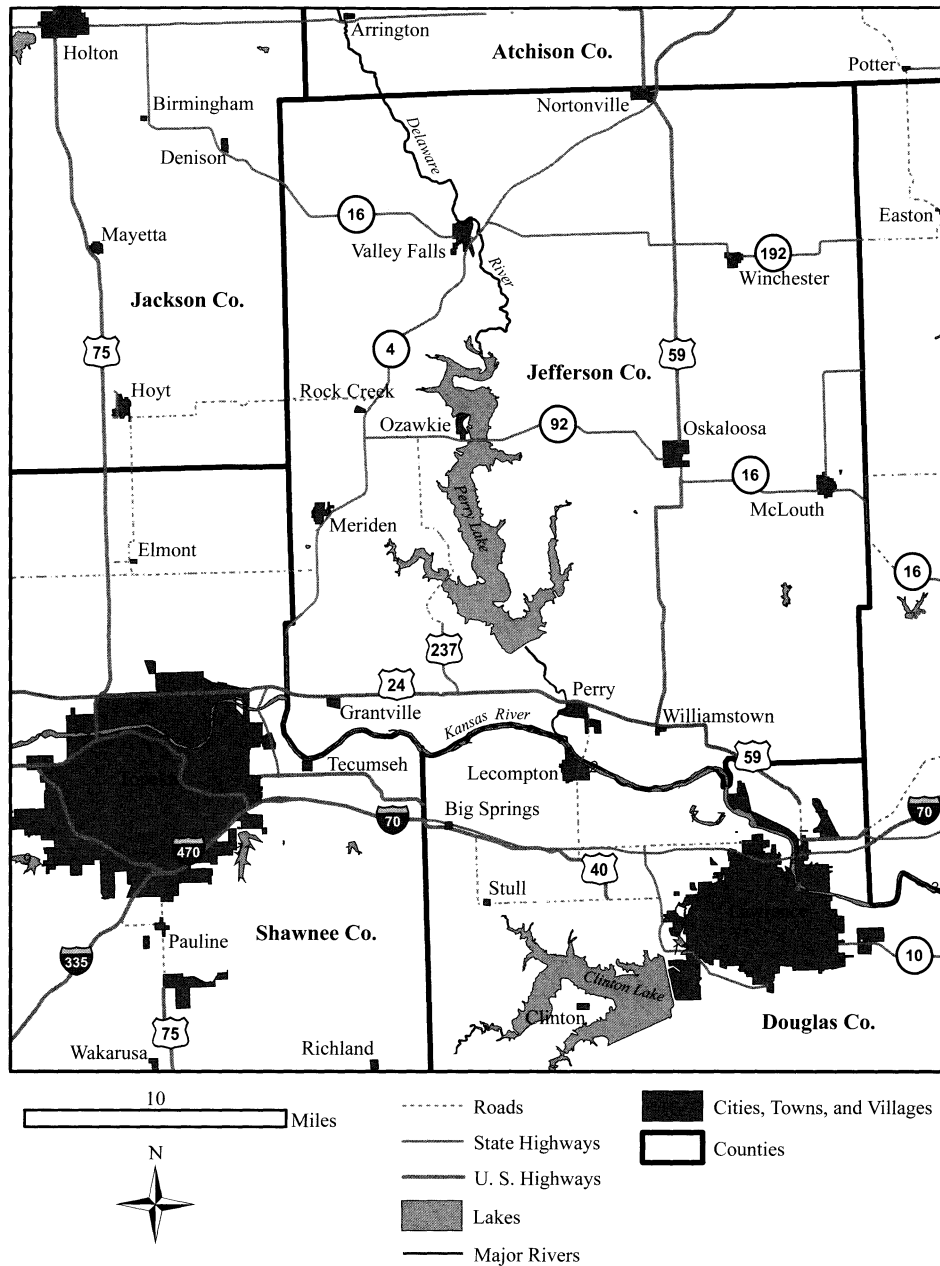 Arrington
Holton
Atchison Co.
Potter
Nortonville
Birmingham
Denison
Delaware
16
Valley Falls
River
Easton
Mayetta
192
Winchester
Jackson Co.
75
4
59
Jefferson Co.
Hoyt
Rock Creek
Ozawkie
92
Oskaloosa
16
McLouth
Perry Lake
Meriden
Elmont
16
237
24
Grantville
Perry
Kansas River
Williamstown
Tecumseh
Lecompton
59
Big Springs
70
70
470
40
Stull
Pauline
Shawnee Co.
335
10
Clinton Lake
Clinton
Douglas Co.
75
Wakarusa
Richland
10
Miles
N
Roads
State Highways
U. S. Highways
Lakes
Major Rivers
Cities, Towns, and Villages
Counties